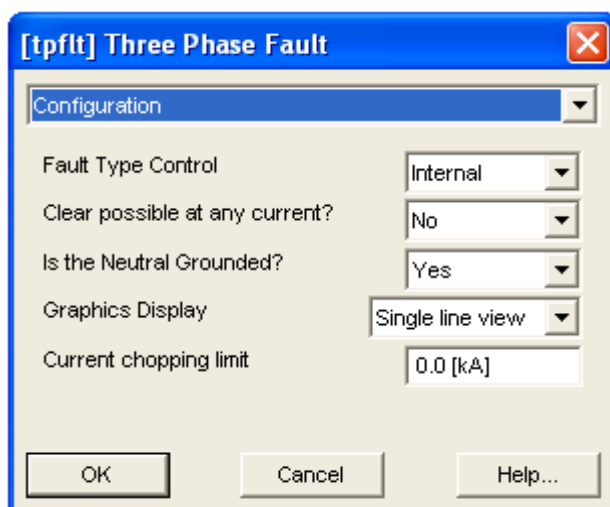 [tpflt] Three Phase Fault
Configuration
Fault Type Control Internal
Clear possible at any current? No
Is the Neutral Grounded? Yes
Graphics Display Single line view
Current chopping limit 0.0 [kA]
OK Cancel Help...